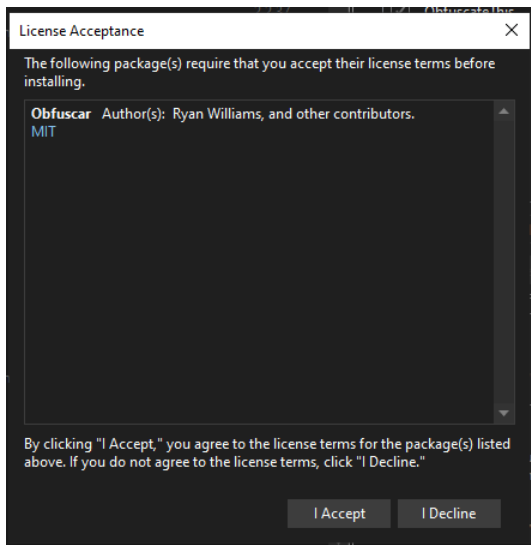 ObfuscateThis
License Acceptance
The following package(s) require that you accept their license terms before
installing.
Obfuscar Author(s): Ryan Williams, and other contributors.
MIT
By clicking "I Accept," you agree to the license terms for the package(s) listed
above. If you do not agree to the license terms, click "I Decline."
I Accept I Decline